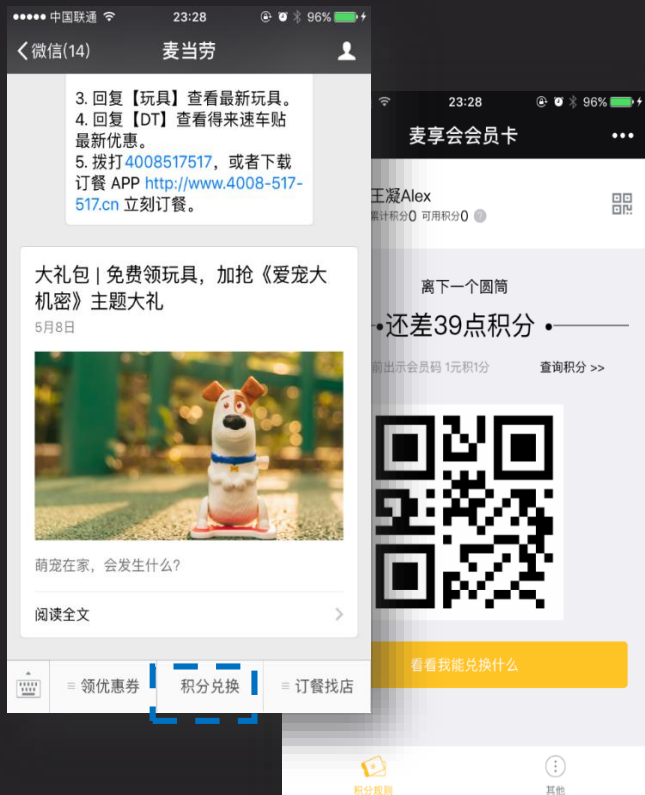 中国联通
23:28
96%
微信(14)
麦当劳
3. 回复【玩具】查看最新玩具。
4. 回复【DT】查看得来速车贴
最新优惠。
5. 拨打4008517517，或者下载
订餐 APP http://www.4008-517-
517.cn 立刻订餐。
大礼包 | 免费领玩具，加抢《爱宠大
机密》主题大礼
5月8日
萌宠在家，会发生什么?
阅读全文
领优惠券
积分兑换
订餐找店
23:28
96%
麦享会会员卡
王凝Alex
累计积分0 可用积分0
离下一个圆筒
还差39点积分
前出示会员码 1元积1分
查询积分 >>
看看我能兑换什么
积分规则
其他